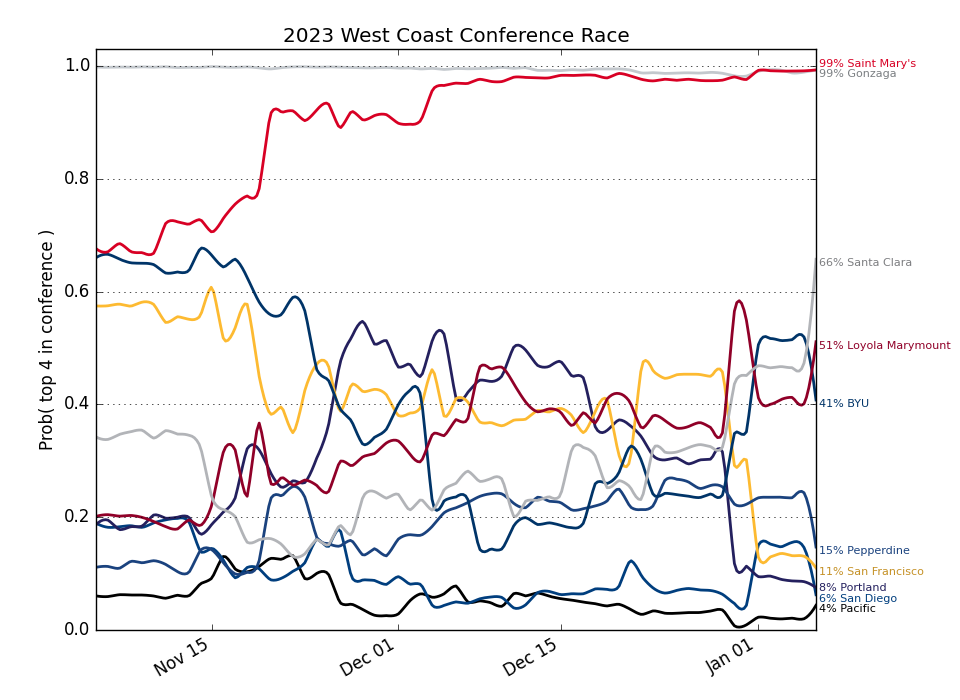 2023 West Coast Conference Race
Prob( top 4 in conference )
1.0
0.8
0.6
0.4
0.2
0.0
Nov 15
Dec 01
Dec 15
Jan 01
99% Saint Mary's
99% Gonzaga
66% Santa Clara
51% Loyola Marymount
41% BYU
15% Pepperdine
11% San Francisco
8% Portland
6% San Diego
4% Pacific